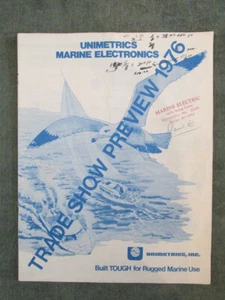 UNIMETRICS
MARINE ELECTRONICS
TRADE SHOW PREVIEW 1976
MARINE ELECTRIC
UNIMETRICS, INC.
Built TOUGH for Rugged Marine Use